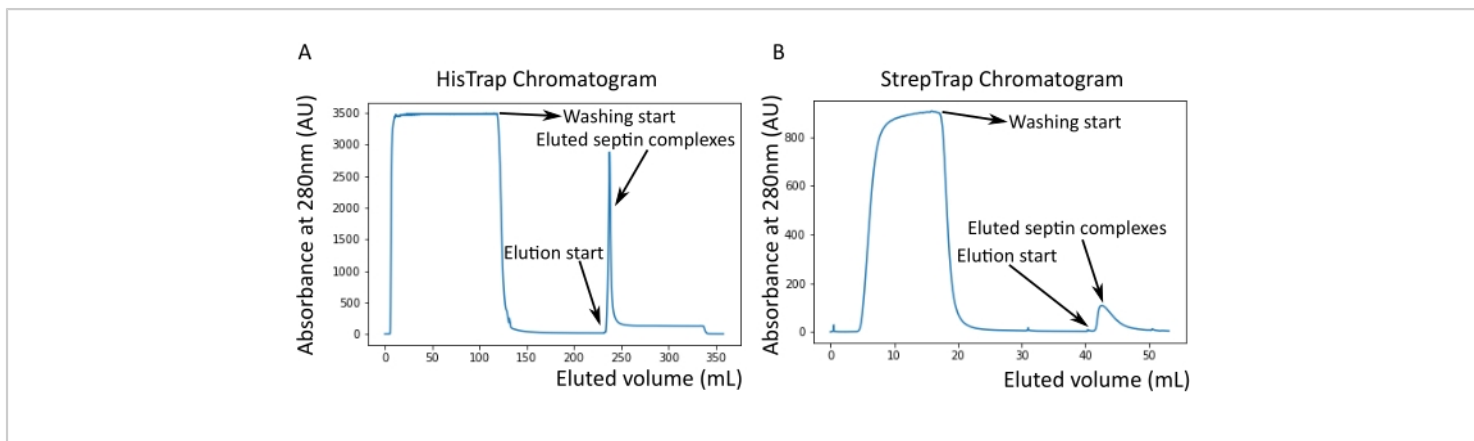 A
HisTrap Chromatogram
Absorbance at 280nm (AU)
3500
3000
2500
2000
1500
1000
500
0
Washing start
Eluted septin complexes
Elution start
0
50
100
150
200
250
300
350
Eluted volume (mL)
B
StrepTrap Chromatogram
Absorbance at 280nm (AU)
800
600
400
200
0
Washing start
Eluted septin complexes
Elution start
0
10
20
30
40
50
Eluted volume (mL)